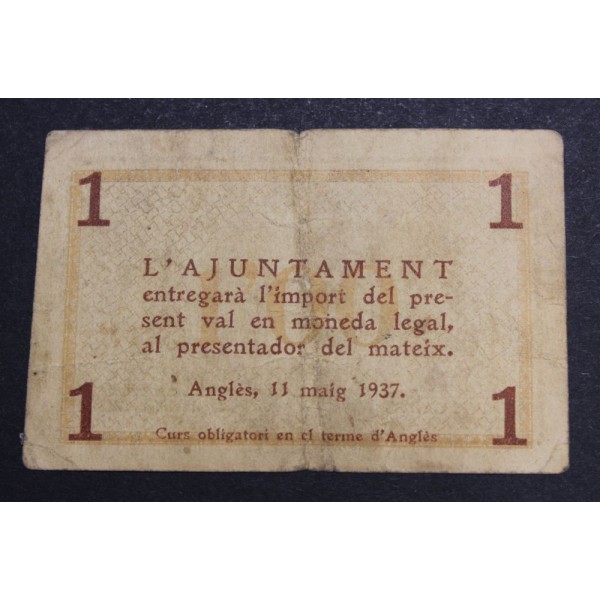 1 1
L'AJUNTAMENT
entregarà l'import del pre-
sent val en moneda legal,
al presentador del mateix.
Anglès, 11 maig 1937.
1 1
Curs obligatori en el terme d'Anglès